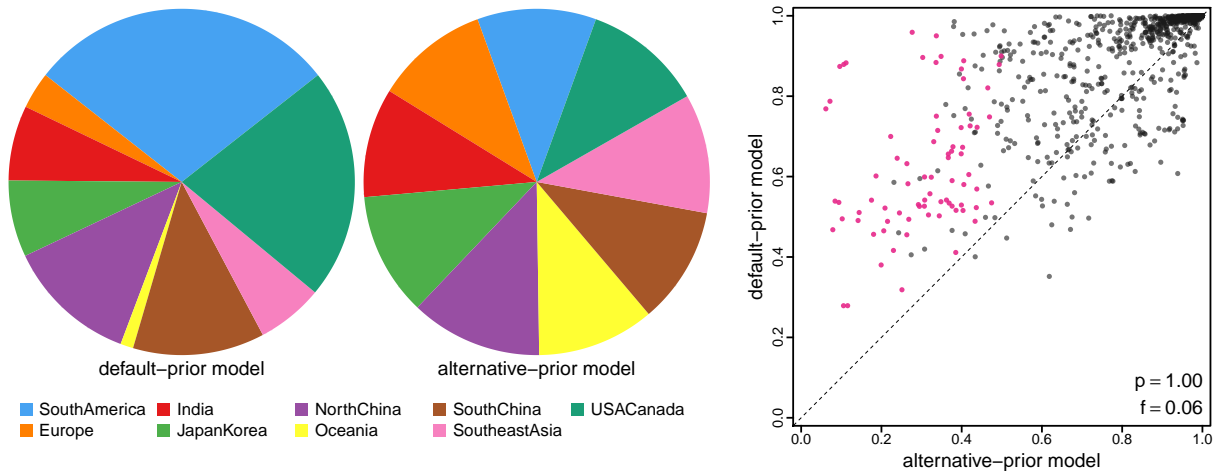 default−prior model
alternative−prior model
SouthAmerica India NorthChina SouthChina USACanada
Europe JapanKorea Oceania SoutheastAsia
1.0
0.8
0.6
0.4
0.2
0.0
default−prior model
p = 1.00
f = 0.06
0.0 0.2 0.4 0.6 0.8 1.0
alternative−prior model